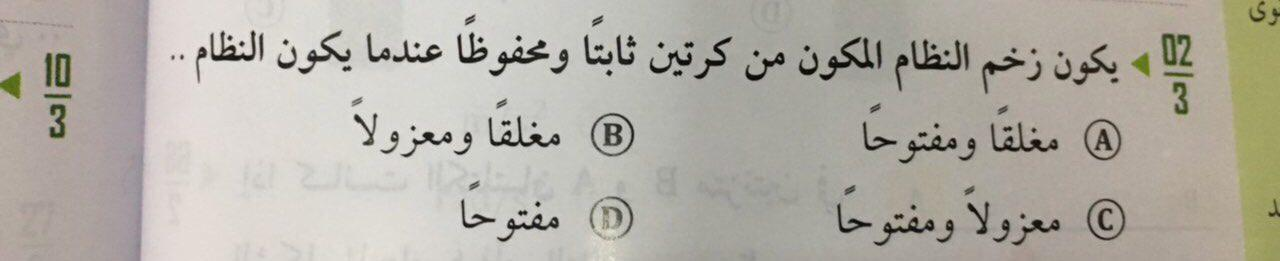 02
3
يكون زخم النظام المكون من كرتين ثابتًا ومحفوظًا عندما يكون النظام ..
A مغلقًا ومفتوحًا
B مغلقًا ومعزولاً
C معزولاً ومفتوحًا
D مفتوحًا
10
3